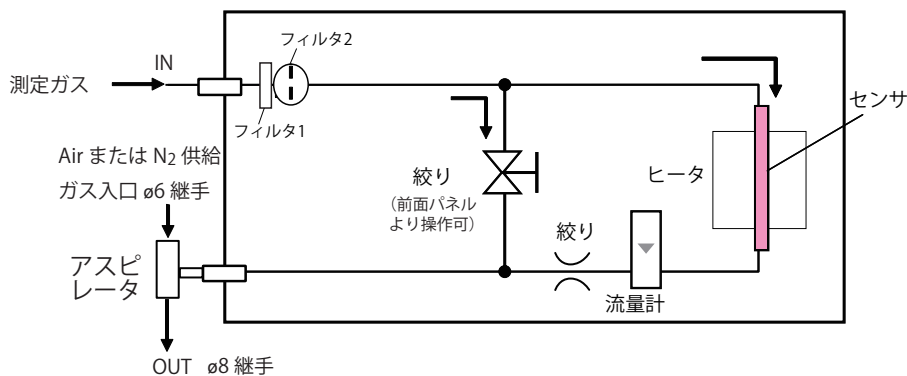 フィルタ2
IN
測定ガス
フィルタ1
センサ
Air または N2 供給
ガス入口 ø6 継手
絞り
(前面パネル
より操作可)
ヒータ
絞り
アスピ
レータ
流量計
OUT ø8 継手